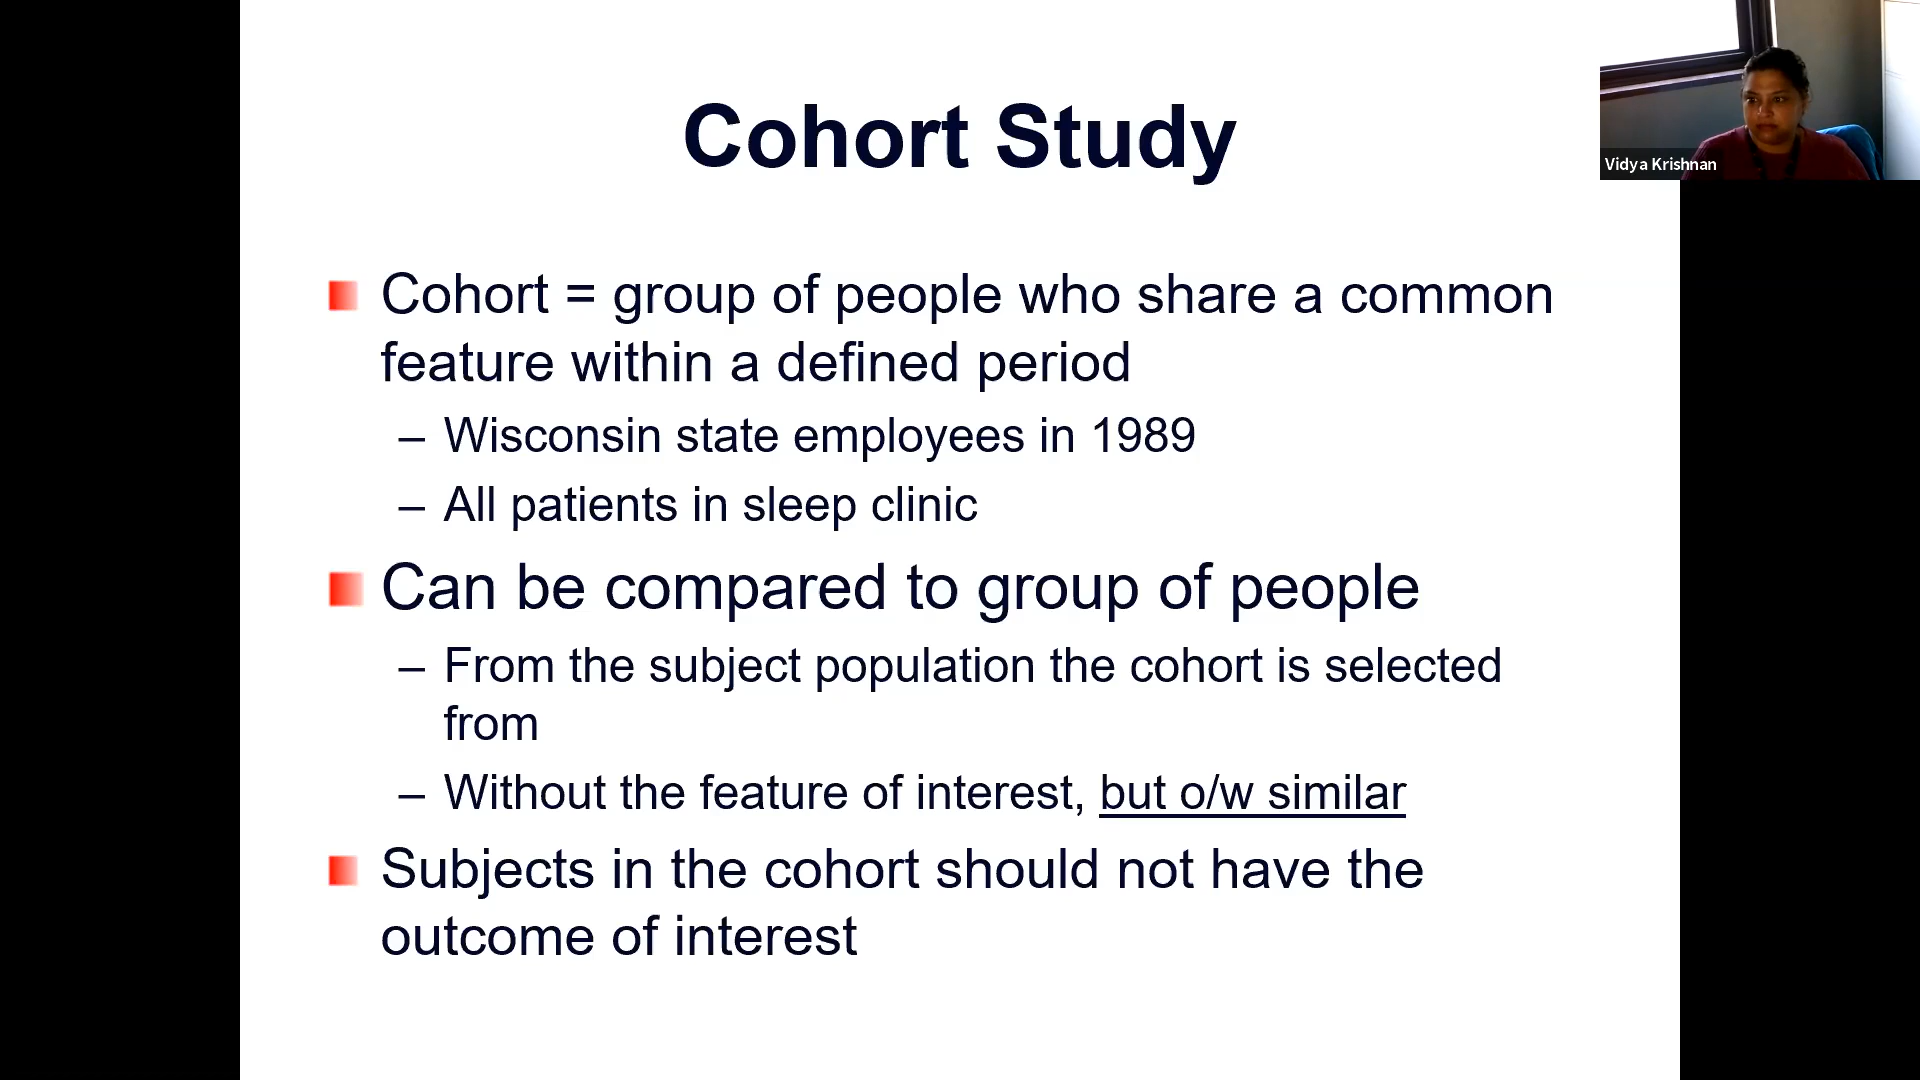 Cohort Study
Vidya Krishnan
Cohort = group of people who share a common
feature within a defined period
– Wisconsin state employees in 1989
– All patients in sleep clinic
Can be compared to group of people
– From the subject population the cohort is selected
from
– Without the feature of interest, but o/w similar
Subjects in the cohort should not have the
outcome of interest